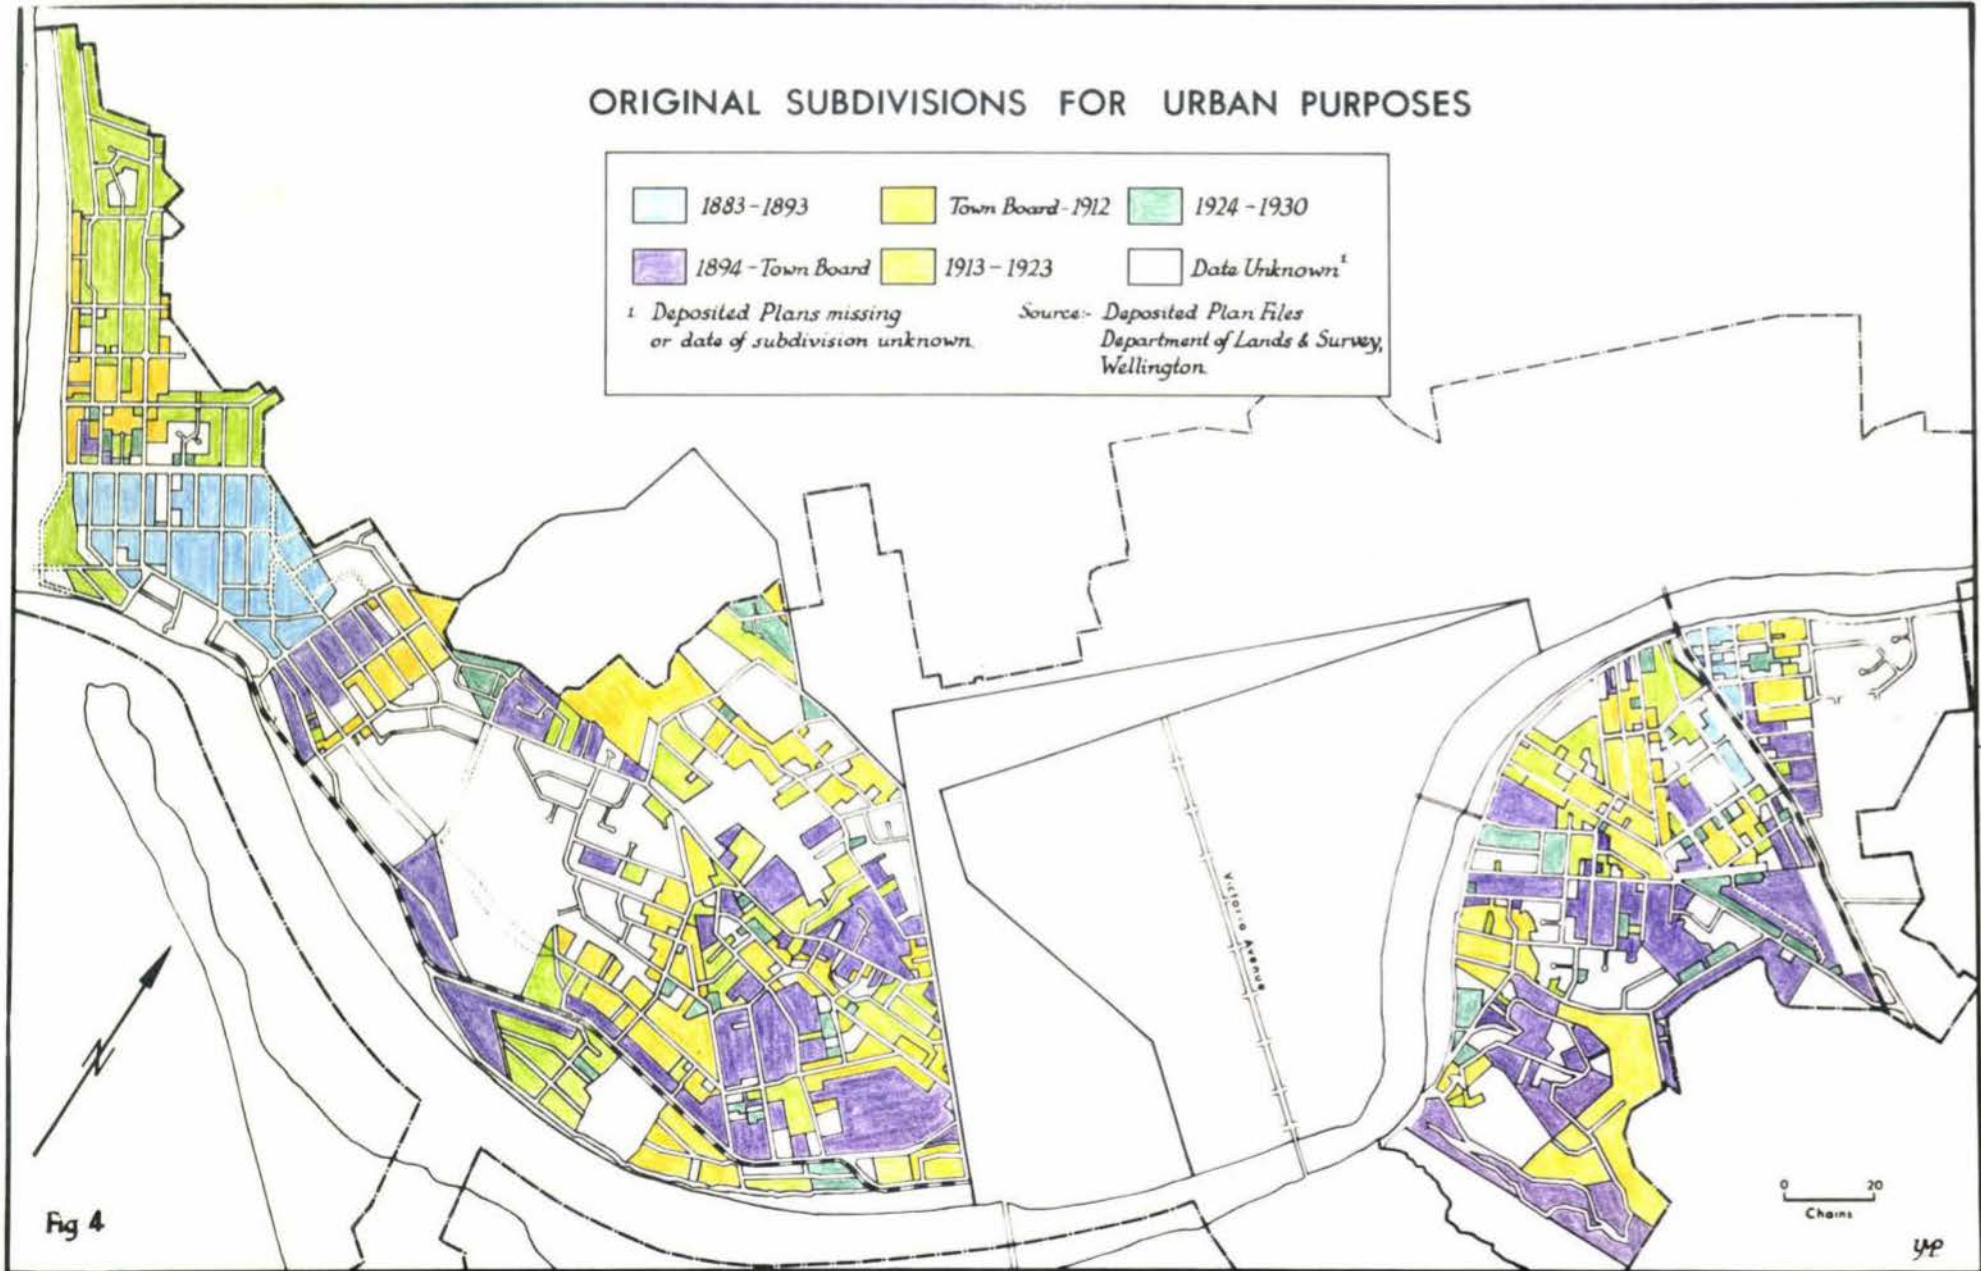 ORIGINAL SUBDIVISIONS FOR URBAN PURPOSES
1883-1893
Town Board-1912
1924-1930
1894-Town Board
1913-1923
Date Unknown¹
1 Deposited Plans missing
or date of subdivision unknown.
Source:- Deposited Plan Files
Department of Lands & Survey,
Wellington.
Victoria Avenue
N
0 20
Chains
Fig 4